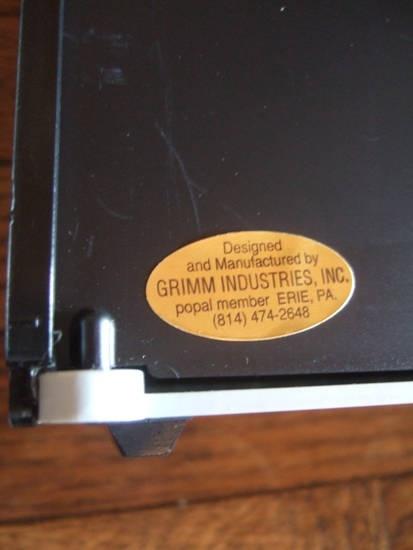 Designed
and Manufactured by
GRIMM INDUSTRIES, INC.
popal member ERIE, PA.
(814) 474-2648